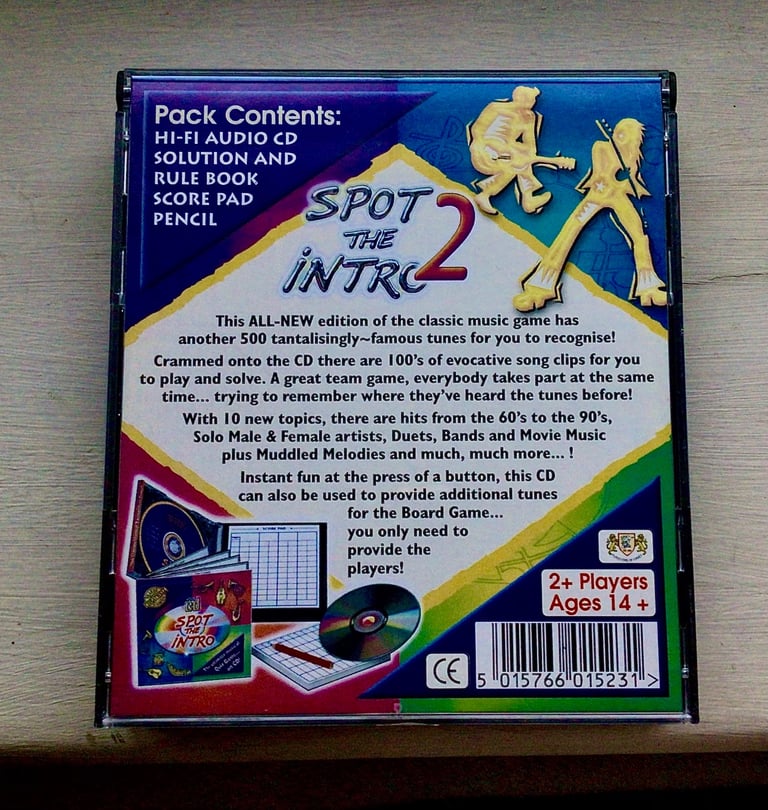 Pack Contents:
HI-FI AUDIO CD
SOLUTION AND
RULE BOOK
SCORE PAD
PENCIL
SPOT
THE
INTRO 2
This ALL-NEW edition of the classic music game has
another 500 tantalisingly~famous tunes for you to recognise!
Crammed onto the CD there are 100's of evocative song clips for you
to play and solve. A great team game, everybody takes part at the same
time... trying to remember where they've heard the tunes before!
With 10 new topics, there are hits from the 60's to the 90's,
Solo Male & Female artists, Duets, Bands and Movie Music
plus Muddled Melodies and much, much more... !
Instant fun at the press of a button, this CD
can also be used to provide additional tunes
for the Board Game...
you only need to
provide the
players!
SCORE PAD
SPOT
THE
INTRO
2+ Players
Ages 14 +
CE
5 015766 015231 >